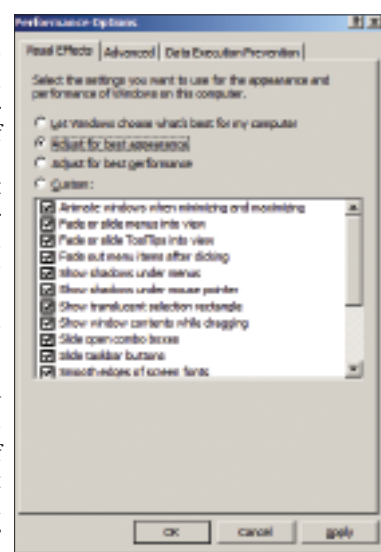 Performance Options
Visual Effects Advanced Data Execution Prevention
Select the settings you want to use for the appearance and
performance of Windows on this computer.
Let Windows choose what's best for my computer
Adjust for best appearance
Adjust for best performance
Custom:
Animate windows when minimizing and maximizing
Fade or slide menus into view
Fade or slide ToolTips into view
Fade out menu items after clicking
Show shadows under menus
Show shadows under mouse pointer
Show translucent selection rectangle
Show window contents while dragging
Slide open combo boxes
Slide taskbar buttons
Smooth edges of screen fonts
OK Cancel Apply